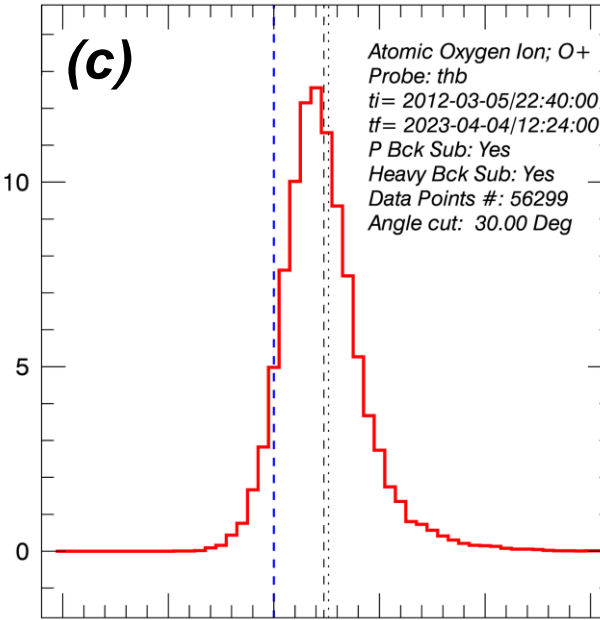 (c)
Atomic Oxygen Ion; O+
Probe: thb
ti= 2012-03-05/22:40:00
tf= 2023-04-04/12:24:00
P Bck Sub: Yes
Heavy Bck Sub: Yes
Data Points #: 56299
Angle cut: 30.00 Deg
10
5
0